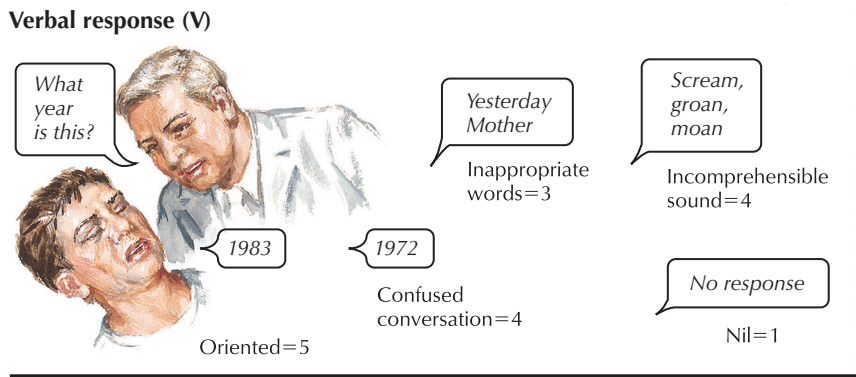 Verbal response (V)
What
year
is this?
1983
Oriented=5
1972
Confused
conversation=4
Yesterday
Mother
Inappropriate
words=3
Scream,
groan,
moan
Incomprehensible
sound=4
No response
Nil=1